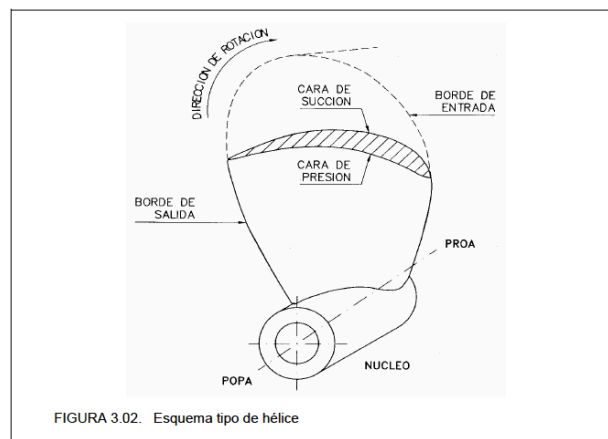 DIRECCION DE ROTACION
CARA DE
SUCCION
BORDE DE
ENTRADA
CARA DE
PRESION
BORDE DE
SALIDA
PROA
POPA
NUCLEO
FIGURA 3.02. Esquema tipo de hélice